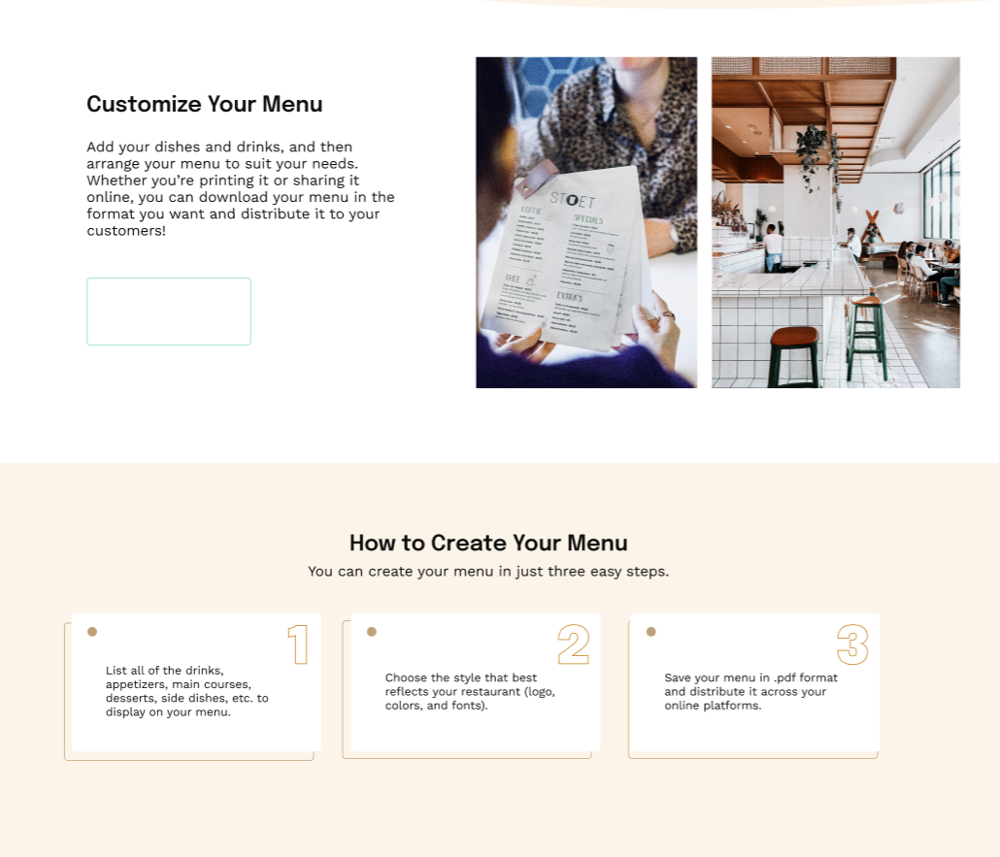 Customize Your Menu
Add your dishes and drinks, and then
arrange your menu to suit your needs.
Whether you’re printing it or sharing it
online, you can download your menu in the
format you want and distribute it to your
customers!
KOFFIE
SPECIALS
THEE
EXTRA'S
How to Create Your Menu
You can create your menu in just three easy steps.
1
List all of the drinks,
appetizers, main courses,
desserts, side dishes, etc. to
display on your menu.
2
Choose the style that best
reflects your restaurant (logo,
colors, and fonts).
3
Save your menu in .pdf format
and distribute it across your
online platforms.